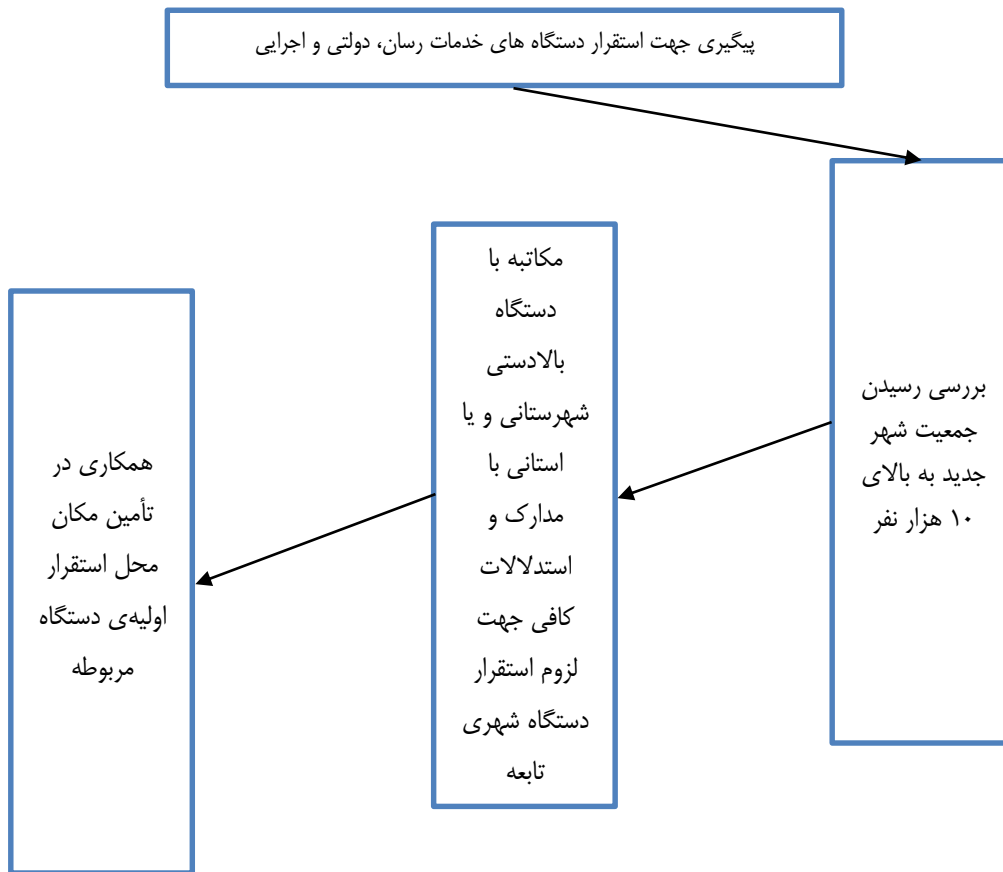 پیگیری جهت استقرار دستگاه های خدمات رسان، دولتی و اجرایی
بررسی رسیدن
جمعیت شهر
جدید به بالای
۱۰ هزار نفر
مکاتبه با
دستگاه
بالادستی
شهرستانی و یا
استانی با
مدارک و
استدلالات
کافی جهت
لزوم استقرار
دستگاه شهری
تابعه
همکاری در
تأمین مکان
محل استقرار
اولیه‌ی دستگاه
مربوطه